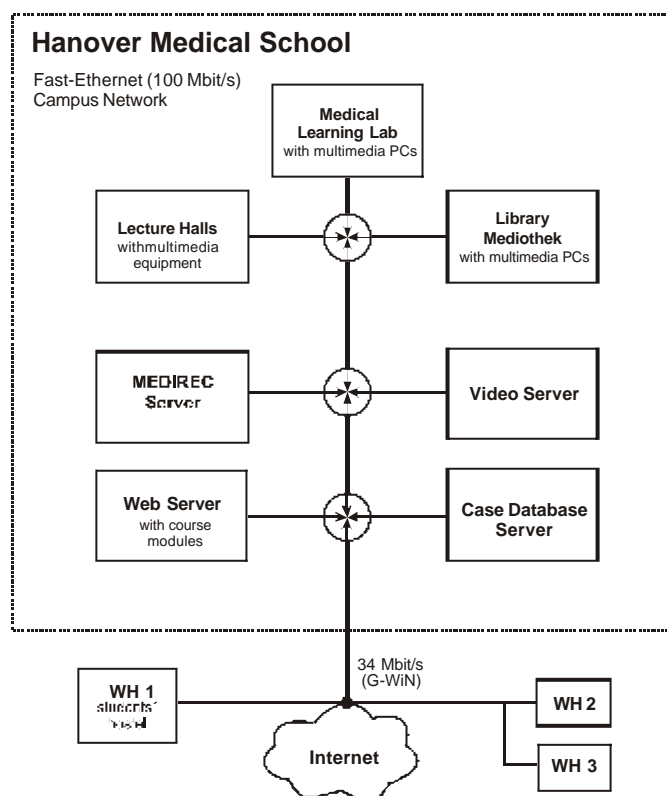 Hanover Medical School
Fast-Ethernet (100 Mbit/s)
Campus Network
Medical
Learning Lab
with multimedia PCs
Lecture Halls
withmultimedia
equipment
Library
Mediothek
with multimedia PCs
MEDIREC
Server
Video Server
Web Server
with course
modules
Case Database
Server
34 Mbit/s
(G-WiN)
WH 1
students'
WH 2
Internet
WH 3